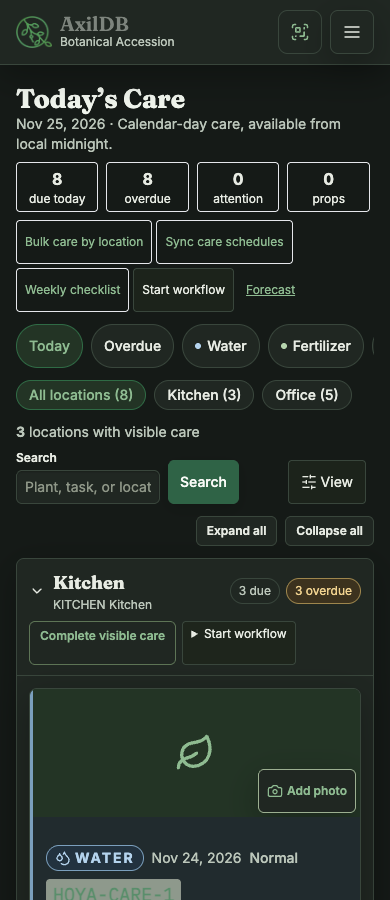 AxilDB
Botanical Accession
Today's Care
Nov 25, 2026 · Calendar-day care, available from
local midnight.
8 8 0 0
due today overdue attention props
Bulk care by location Sync care schedules
Weekly checklist Start workflow Forecast
Today Overdue Water Fertilizer
All locations (8) Kitchen (3) Office (5)
3 locations with visible care
Search
Plant, task, or locat Search View
Expand all Collapse all
Kitchen 3 due 3 overdue
KITCHEN Kitchen
Complete visible care Start workflow
Add photo
WATER Nov 24, 2026 Normal
HOYA-CARE-1